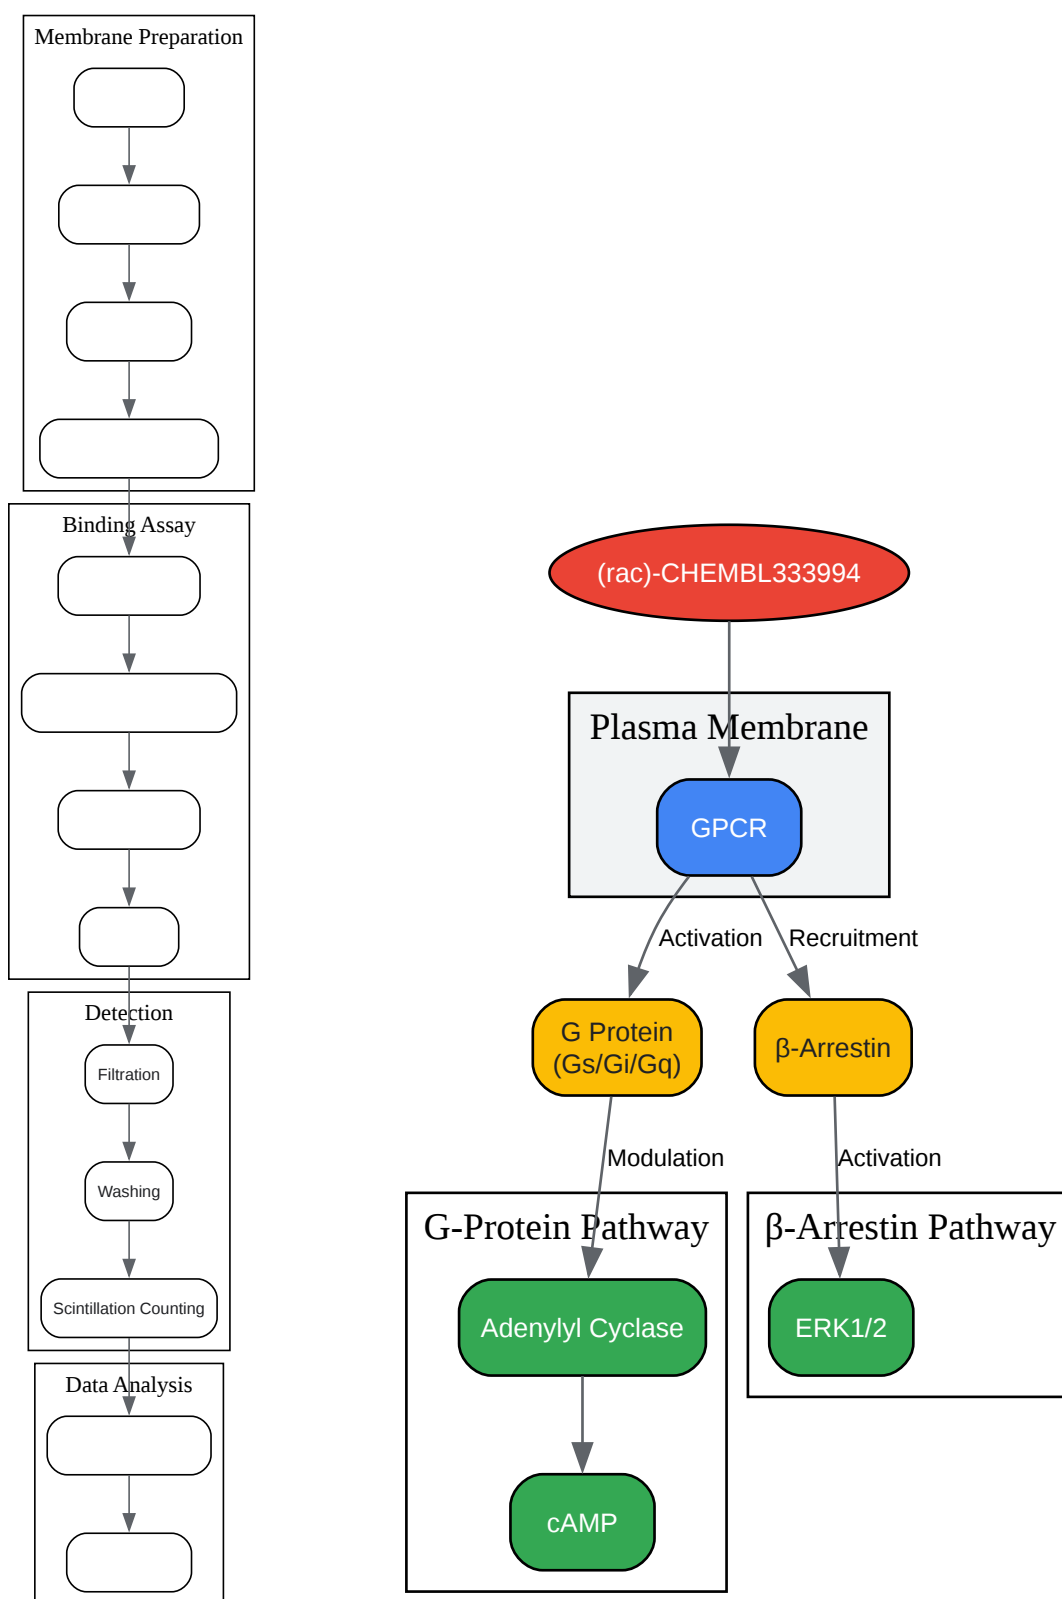 Membrane Preparation
Binding Assay
Detection
Filtration
Washing
Scintillation Counting
Data Analysis
(rac)-CHEMBL333994
Plasma Membrane
GPCR
Activation
Recruitment
G Protein
(Gs/Gi/Gq)
β-Arrestin
Modulation
Activation
G-Protein Pathway
β-Arrestin Pathway
Adenylyl Cyclase
ERK1/2
cAMP